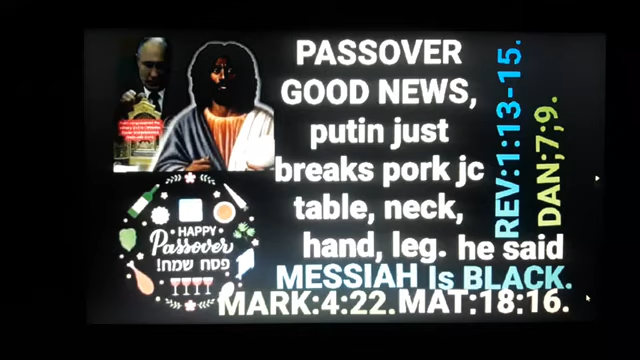 PASSOVER
GOOD NEWS,
putin just
breaks pork jc
table, neck,
hand, leg. he said
MESSIAH Is BLACK.
MARK:4:22. MAT;18:16.
REV:1:13-15.
DAN;7;9.
HAPPY
Passover
פסח שמח!